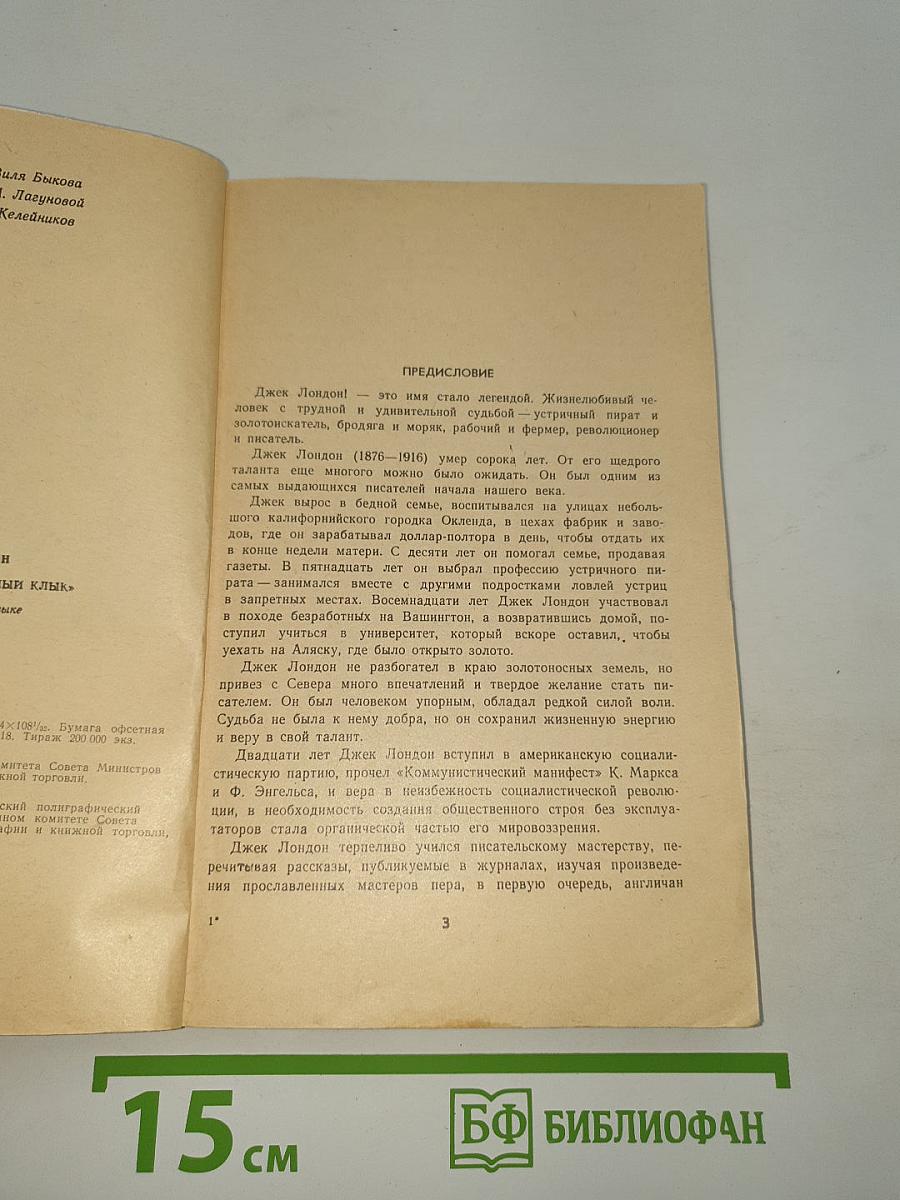 Виля Быкова
Лагуновой
Келейников
Н
КЛЫК»
4×108¹/₃₂. Бумага офсетная
18. Тираж 200 000 экз.
митета Совета Министров
жной торговли.
ский полиграфический
нном комитете Совета
афии и книжной торговли,
ПРЕДИСЛОВИЕ
Джек Лондон! — это имя стало легендой. Жизнелюбивый че-
ловек с трудной и удивительной судьбой — устричный пират и
золотоискатель, бродяга и моряк, рабочий и фермер, революционер
и писатель.
Джек Лондон (1876—1916) умер сорока лет. От его щедрого
таланта еще многого можно было ожидать. Он был одним из
самых выдающихся писателей начала нашего века.
Джек вырос в бедной семье, воспитывался на улицах неболь-
шого калифорнийского городка Окленда, в цехах фабрик и заво-
дов, где он зарабатывал доллар-полтора в день, чтобы отдать их
в конце недели матери. С десяти лет он помогал семье, продавая
газеты. В пятнадцать лет он выбрал профессию устричного пи-
рата — занимался вместе с другими подростками ловлей устриц
в запретных местах. Восемнадцати лет Джек Лондон участвовал
в походе безработных на Вашингтон, а возвратившись домой, по-
ступил учиться в университет, который вскоре оставил, чтобы
уехать на Аляску, где было открыто золото.
Джек Лондон не разбогател в краю золотоносных земель, но
привез с Севера много впечатлений и твердое желание стать пи-
сателем. Он был человеком упорным, обладал редкой силой воли.
Судьба не была к нему добра, но он сохранил жизненную энергию
и веру в свой талант.
Двадцати лет Джек Лондон вступил в американскую социали-
стическую партию, прочел «Коммунистический манифест» К. Маркса
и Ф. Энгельса, и вера в неизбежность социалистической револю-
ции, в необходимость создания общественного строя без эксплуа-
таторов стала органической частью его мировоззрения.
Джек Лондон терпеливо учился писательскому мастерству, пе-
речитывая рассказы, публикуемые в журналах, изучая произведе-
ния прославленных мастеров пера, в первую очередь, англичан
1*
3
15 см
БФ БИБЛИОФАН